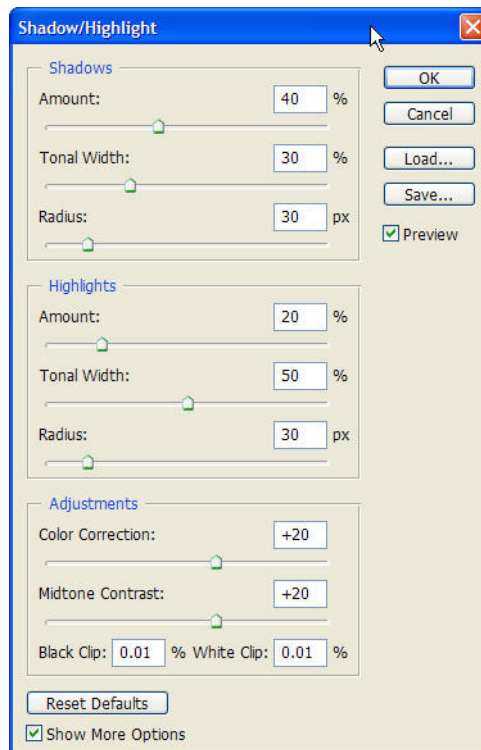 Shadow/Highlight
Shadows
Amount: 40 %
Tonal Width: 30 %
Radius: 30 px
Highlights
Amount: 20 %
Tonal Width: 50 %
Radius: 30 px
Adjustments
Color Correction: +20
Midtone Contrast: +20
Black Clip: 0.01 % White Clip: 0.01 %
Reset Defaults
Show More Options
OK
Cancel
Load...
Save...
Preview